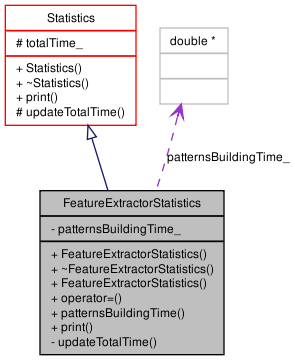 Statistics
# totalTime_
+ Statistics()
+ ~Statistics()
+ print()
# updateTotalTime()
double *
patternsBuildingTime_
FeatureExtractorStatistics
- patternsBuildingTime_
+ FeatureExtractorStatistics()
+ ~FeatureExtractorStatistics()
+ FeatureExtractorStatistics()
+ operator=()
+ patternsBuildingTime()
+ print()
- updateTotalTime()